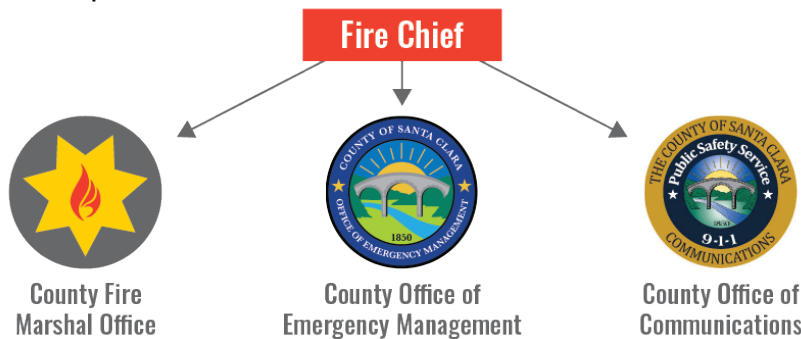 Fire Chief
COUNTY OF SANTA CLARA
OFFICE OF EMERGENCY MANAGEMENT
1850
THE COUNTY OF SANTA CLARA
Public Safety Service
9-1-1
COMMUNICATIONS
County Fire
Marshal Office
County Office of
Emergency Management
County Office of
Communications